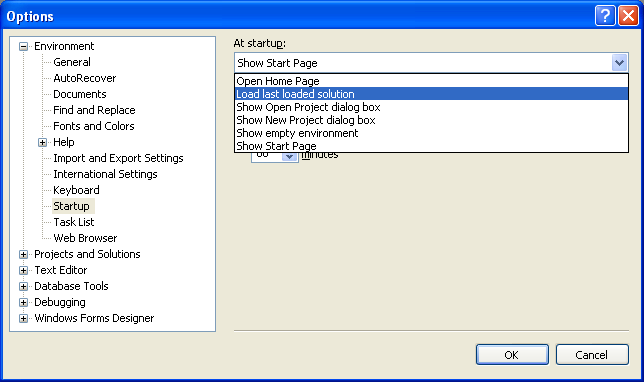 Options
Environment
General
AutoRecover
Documents
Find and Replace
Fonts and Colors
Help
Import and Export Settings
International Settings
Keyboard
Startup
Task List
Web Browser
Projects and Solutions
Text Editor
Database Tools
Debugging
Windows Forms Designer
At startup:
Show Start Page
Open Home Page
Load last loaded solution
Show Open Project dialog box
Show New Project dialog box
Show empty environment
Show Start Page
minutes
OK
Cancel